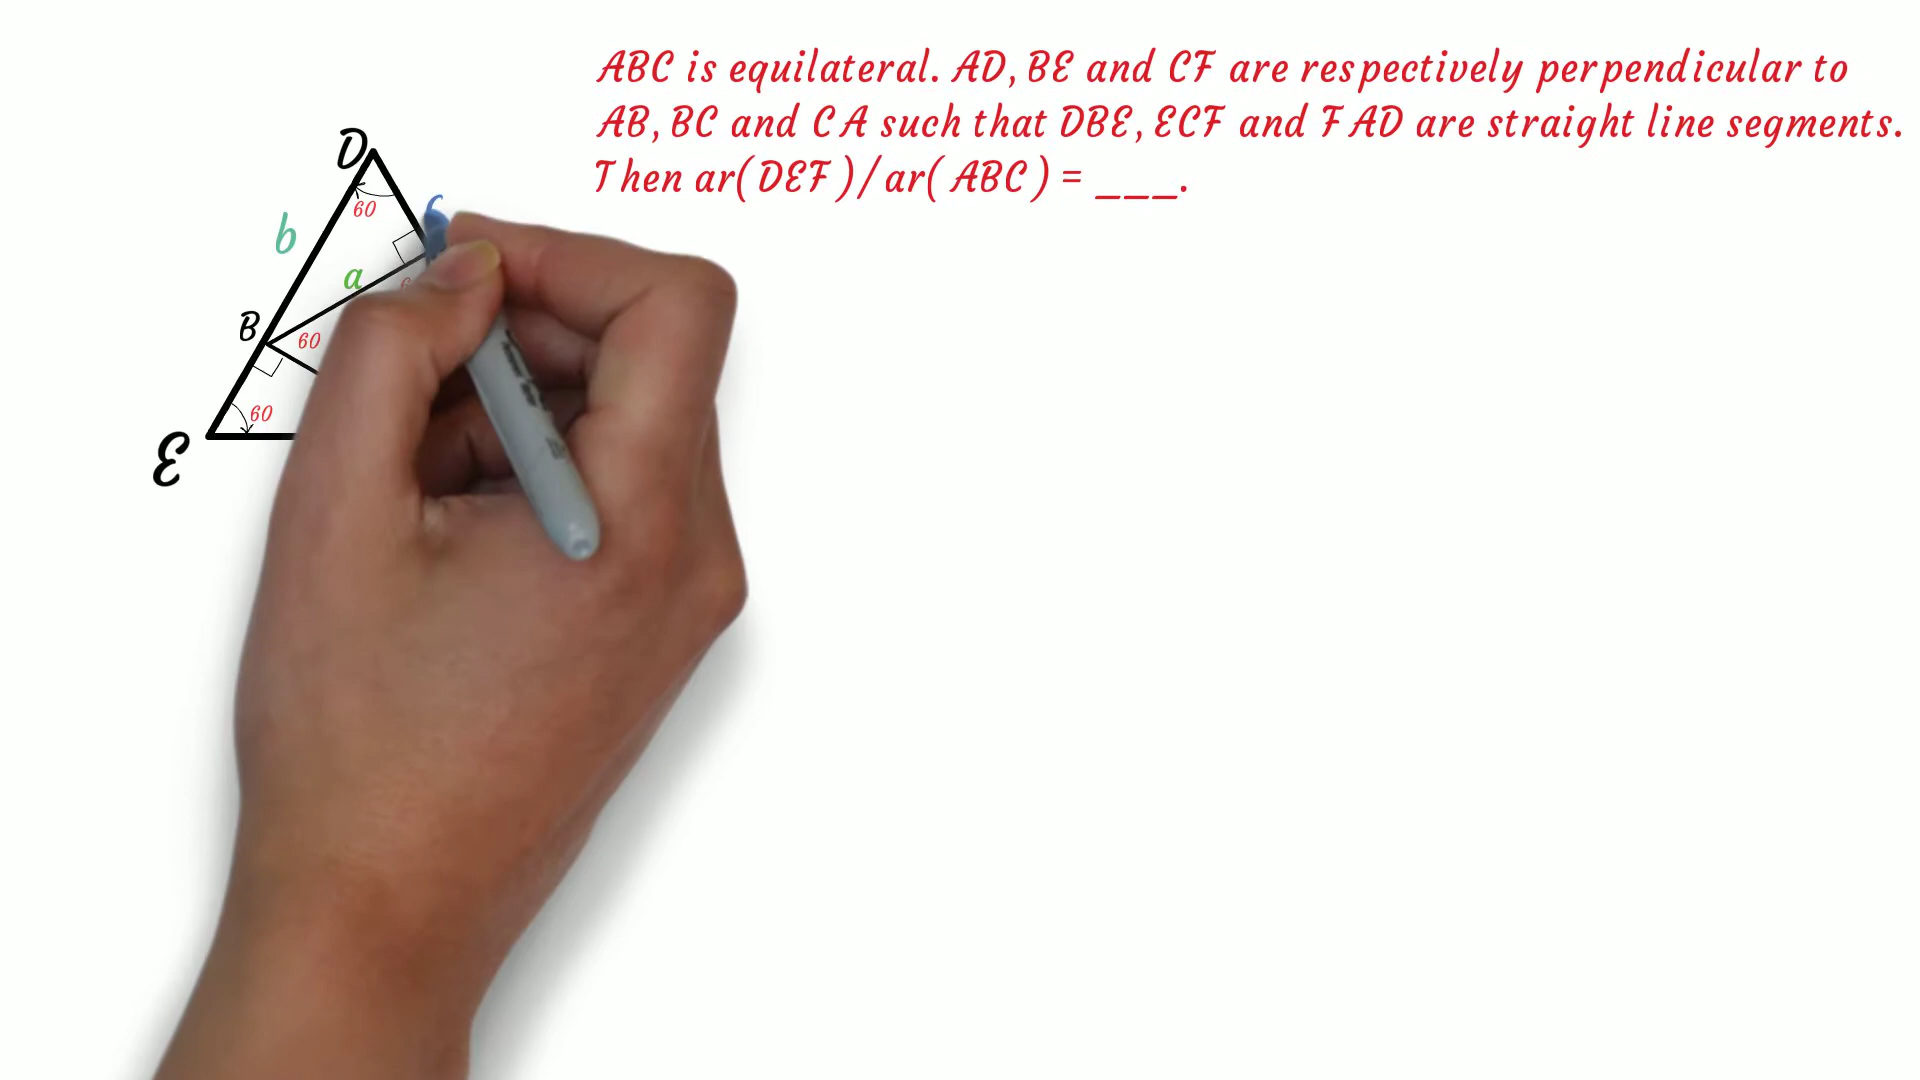 ABC is equilateral. AD, BE and CF are respectively perpendicular to
AB, BC and CA such that DBE, ECF and FAD are straight line segments.
Then ar(DEF)/ar(ABC) = ___.
D
60
b
a
B
60
60
E